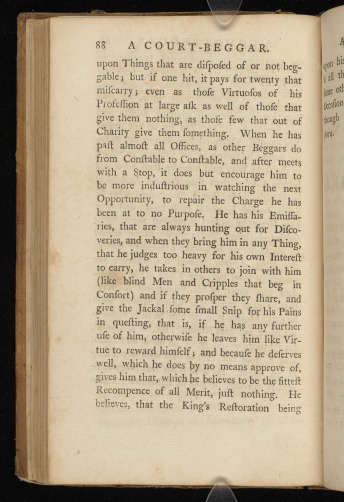 88 A COURT-BEGGAR.
upon Things that are diſpoſed of or not beg-
gable; but if one hit, it pays for twenty that
miſcarry; even as thoſe Virtuoſos of his
Profeſſion at large aſk as well of thoſe that
give them nothing, as thoſe few that out of
Charity give them ſomething. When he has
paſt almoſt all Offices, as other Beggars do
from Conſtable to Conſtable, and after meets
with a Stop, it does but encourage him to
be more induſtrious in watching the next
Opportunity, to repair the Charge he has
been at to no Purpoſe. He has his Emiſſa-
ries, that are always hunting out for Diſco-
veries, and when they bring him in any Thing,
that he judges too heavy for his own Intereſt
to carry, he takes in others to join with him
(like blind Men and Cripples that beg in
Conſort) and if they proſper they ſhare, and
give the Jackal ſome ſmall Snip for his Pains
in queſting, that is, if he has any further
uſe of him, otherwiſe he leaves him like Vir-
tue to reward himſelf; and becauſe he deſerves
well, which he does by no means approve of,
gives him that, which he believes to be the fitteſt
Recompence of all Merit, juſt nothing. He
believes, that the King's Reſtoration being